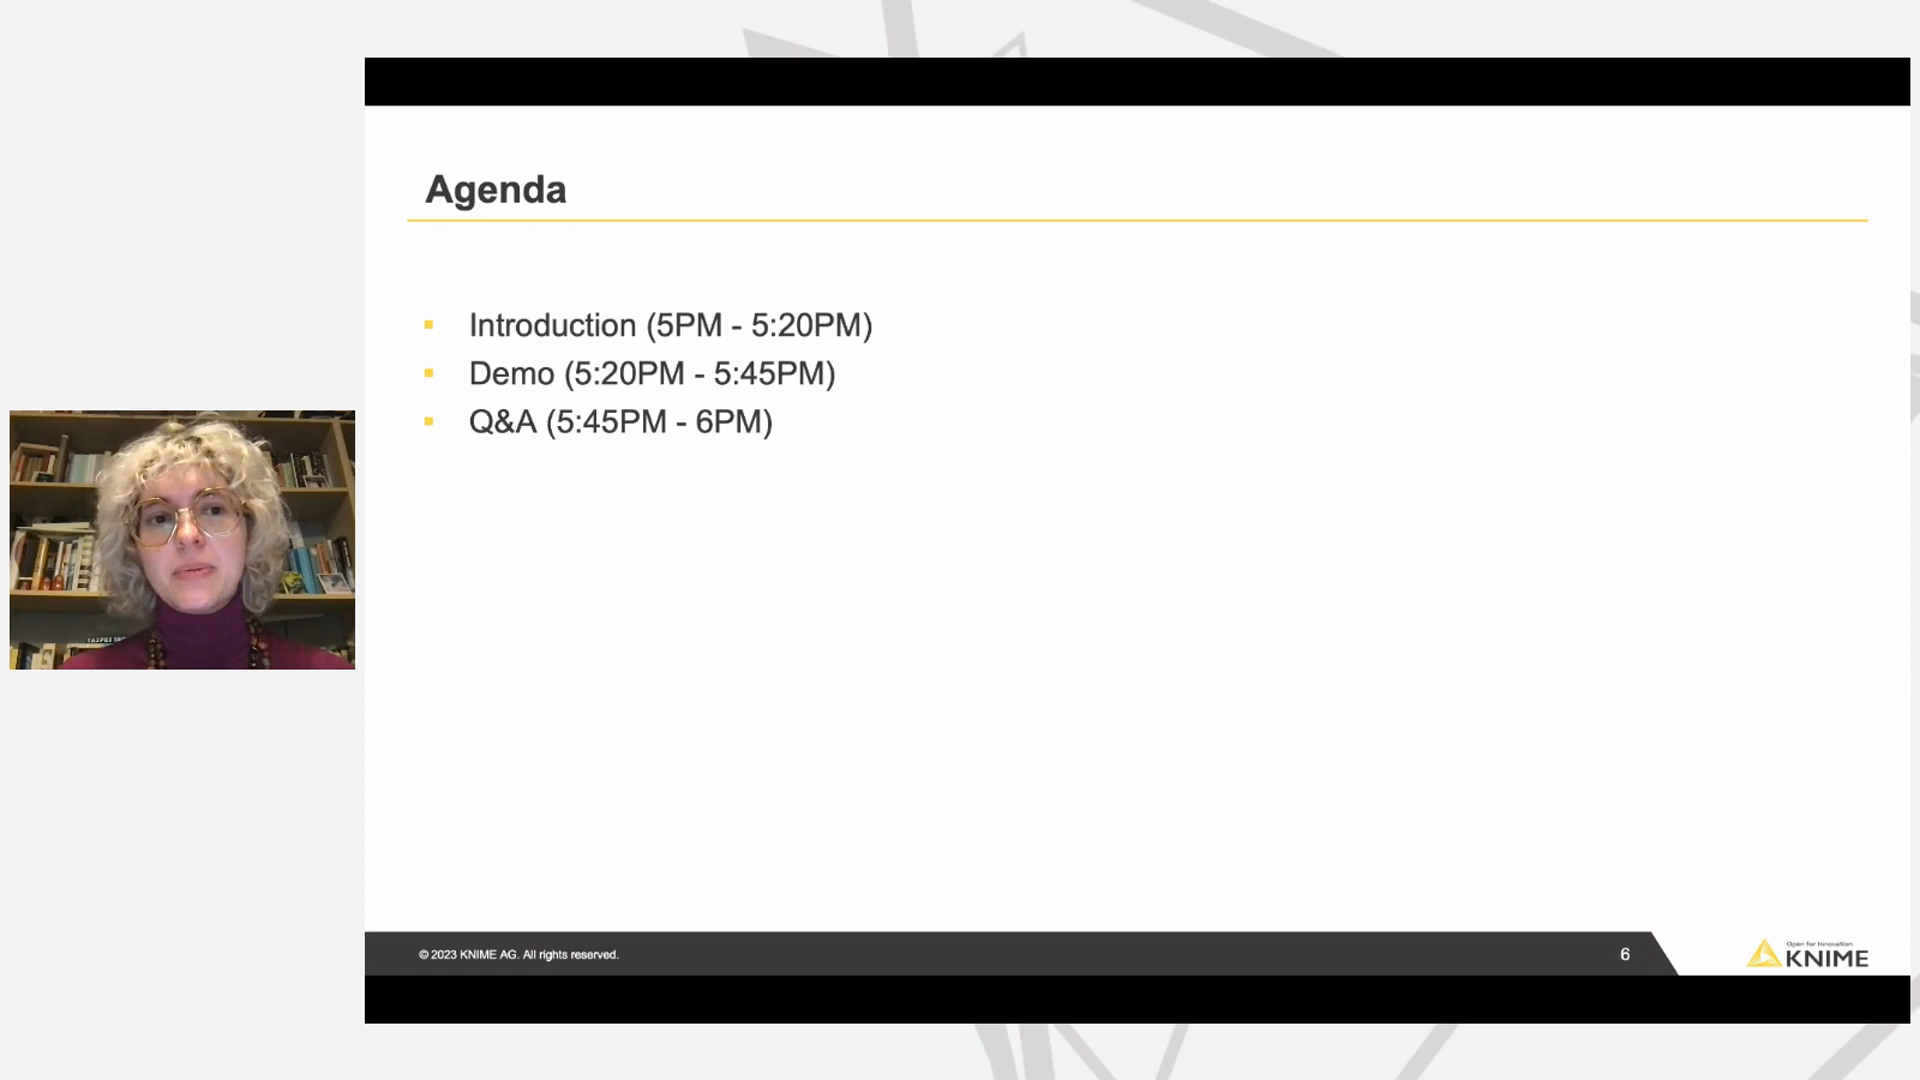 Agenda
Introduction (5PM - 5:20PM)
Demo (5:20PM - 5:45PM)
Q&A (5:45PM - 6PM)
© 2023 KNIME AG. All rights reserved.
6
Open for Innovation
KNIME